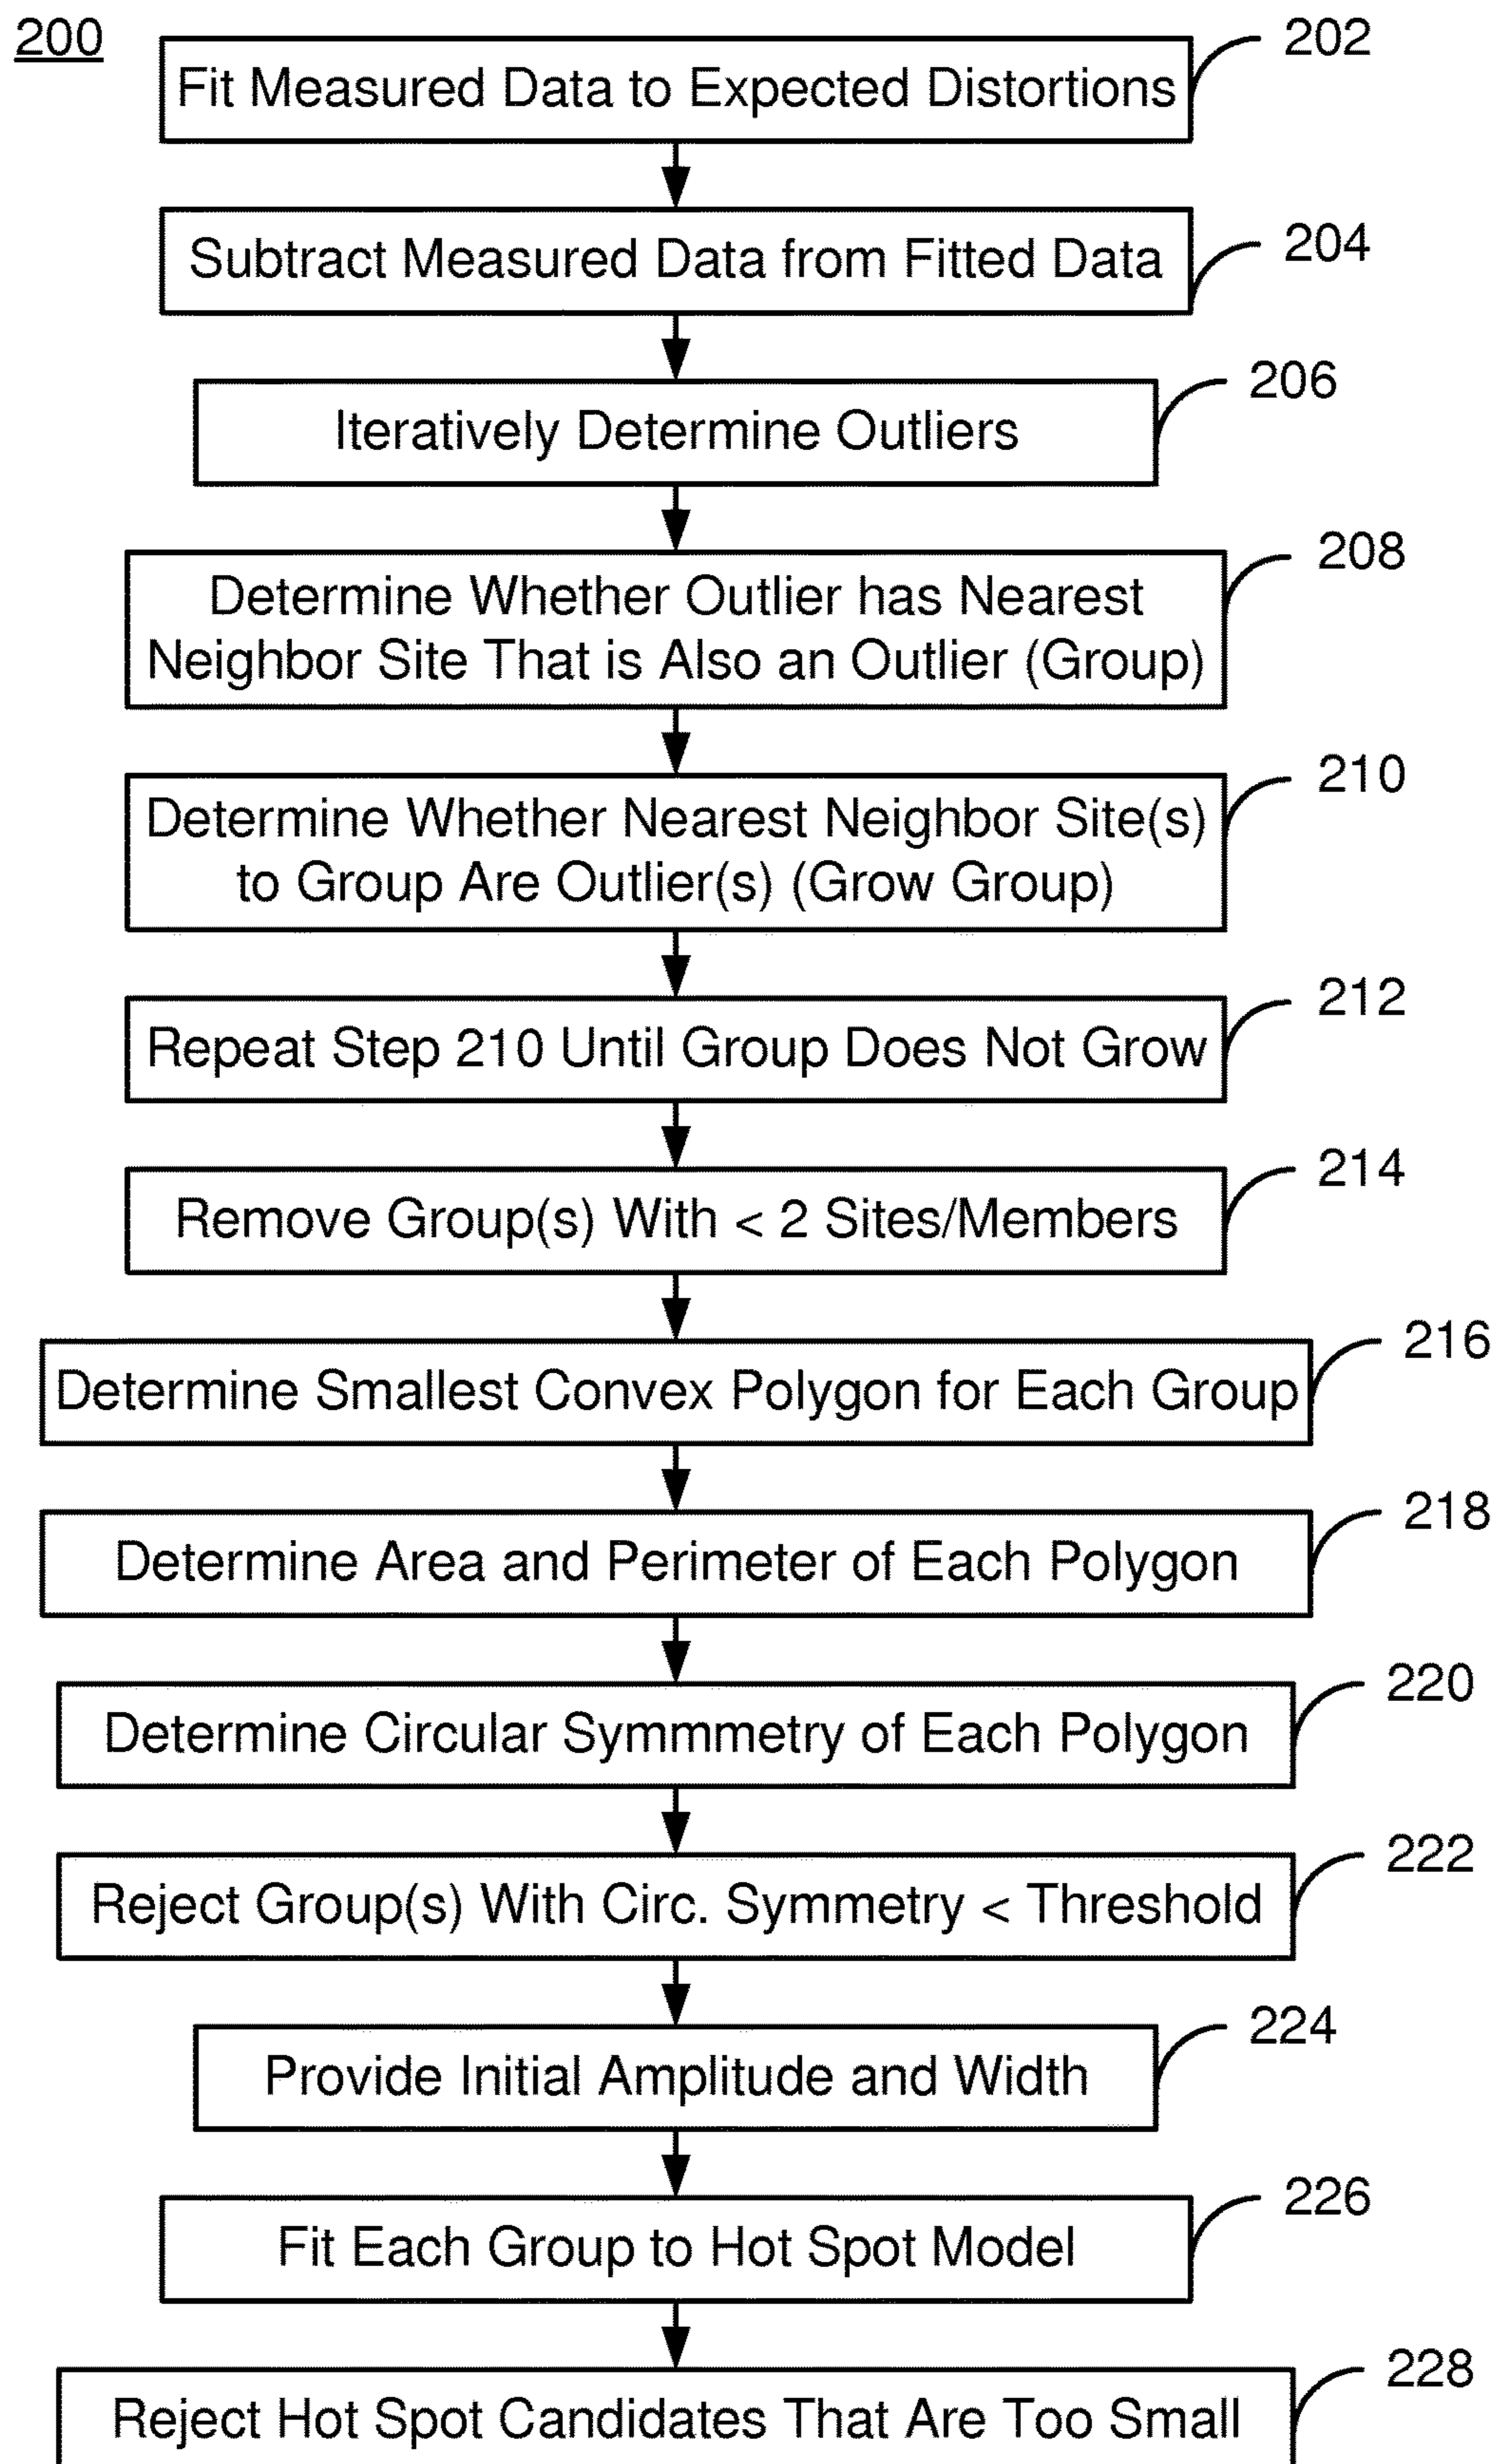 200
202
Fit Measured Data to Expected Distortions
204
Subtract Measured Data from Fitted Data
206
Iteratively Determine Outliers
208
Determine Whether Outlier has Nearest
Neighbor Site That is Also an Outlier (Group)
210
Determine Whether Nearest Neighbor Site(s)
to Group Are Outlier(s) (Grow Group)
212
Repeat Step 210 Until Group Does Not Grow
214
Remove Group(s) With < 2 Sites/Members
216
Determine Smallest Convex Polygon for Each Group
218
Determine Area and Perimeter of Each Polygon
220
Determine Circular Symmmetry of Each Polygon
222
Reject Group(s) With Circ. Symmetry < Threshold
224
Provide Initial Amplitude and Width
226
Fit Each Group to Hot Spot Model
228
Reject Hot Spot Candidates That Are Too Small